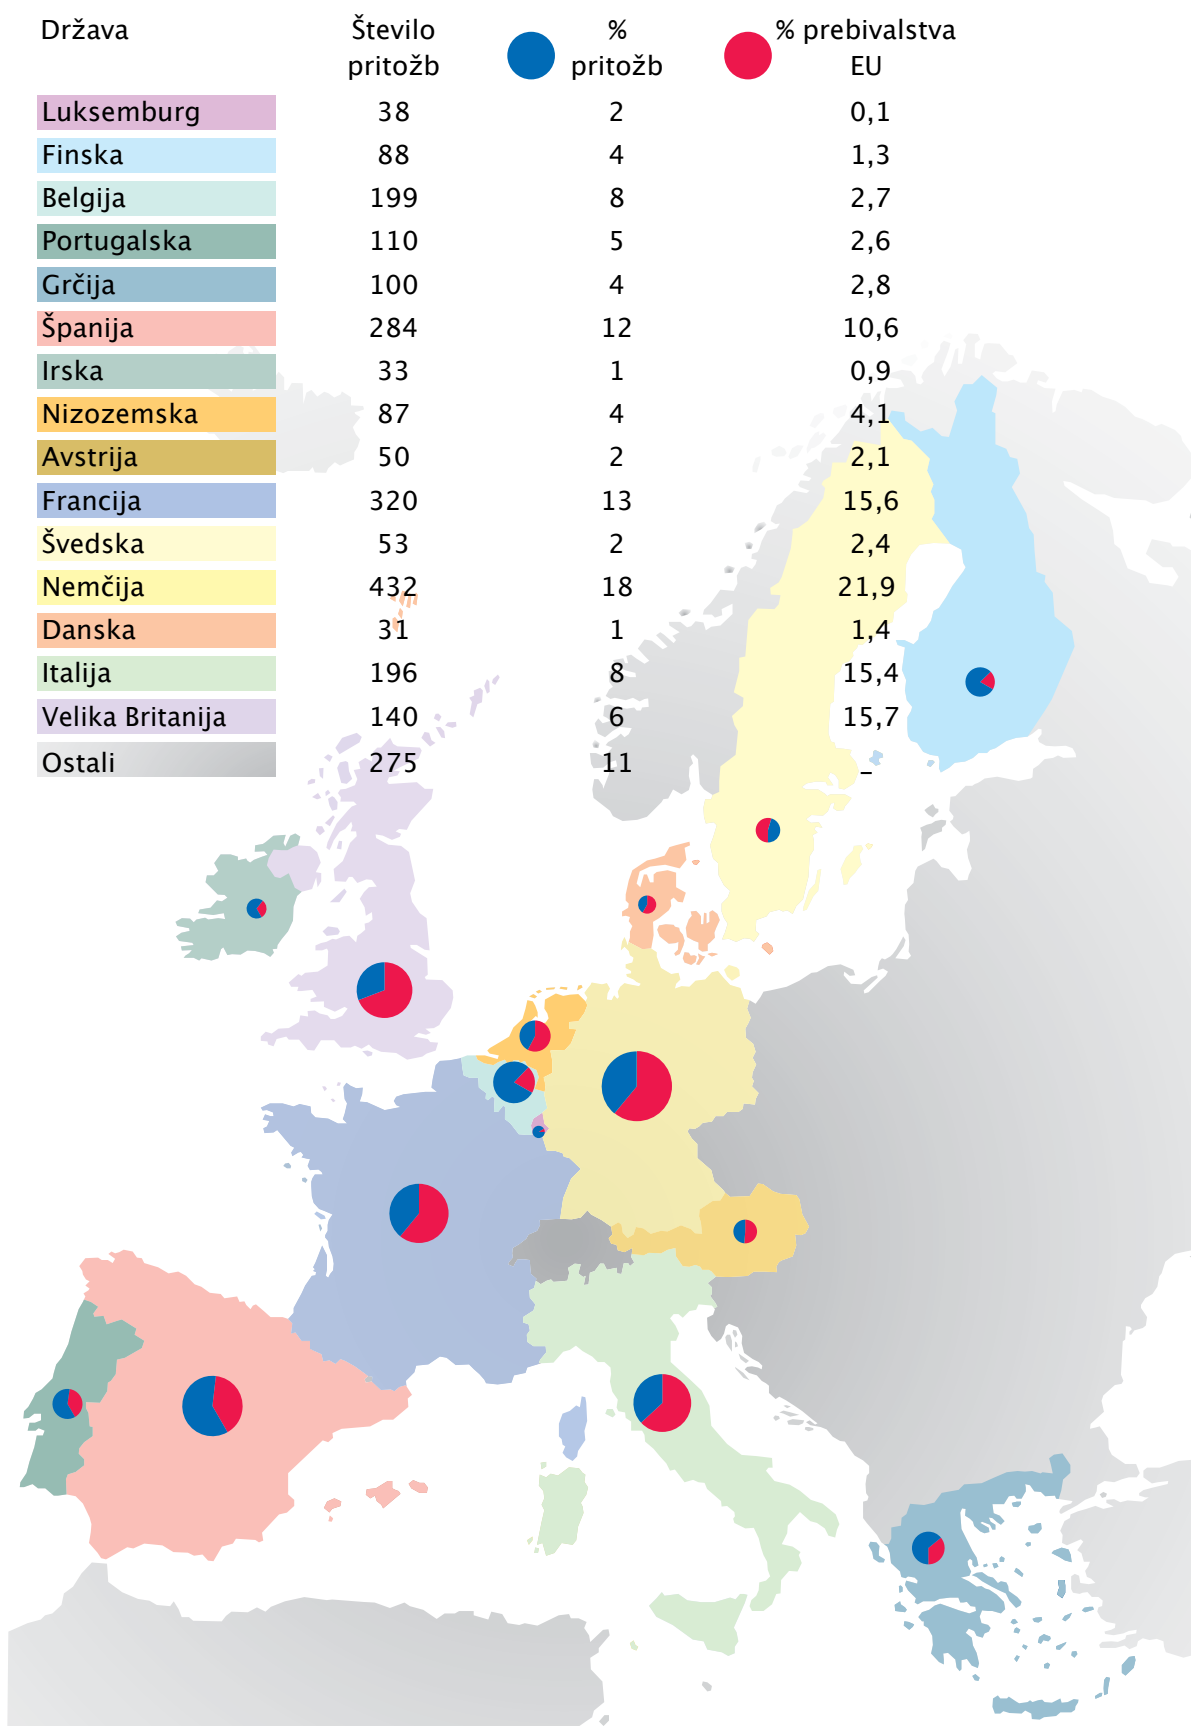 Država Število pritožb % pritožb % prebivalstva EU
Luksemburg 38 2 0,1
Finska 88 4 1,3
Belgija 199 8 2,7
Portugalska 110 5 2,6
Grčija 100 4 2,8
Španija 284 12 10,6
Irska 33 1 0,9
Nizozemska 87 4 4,1
Avstrija 50 2 2,1
Francija 320 13 15,6
Švedska 53 2 2,4
Nemčija 432 18 21,9
Danska 31 1 1,4
Italija 196 8 15,4
Velika Britanija 140 6 15,7
Ostali 275 11 –